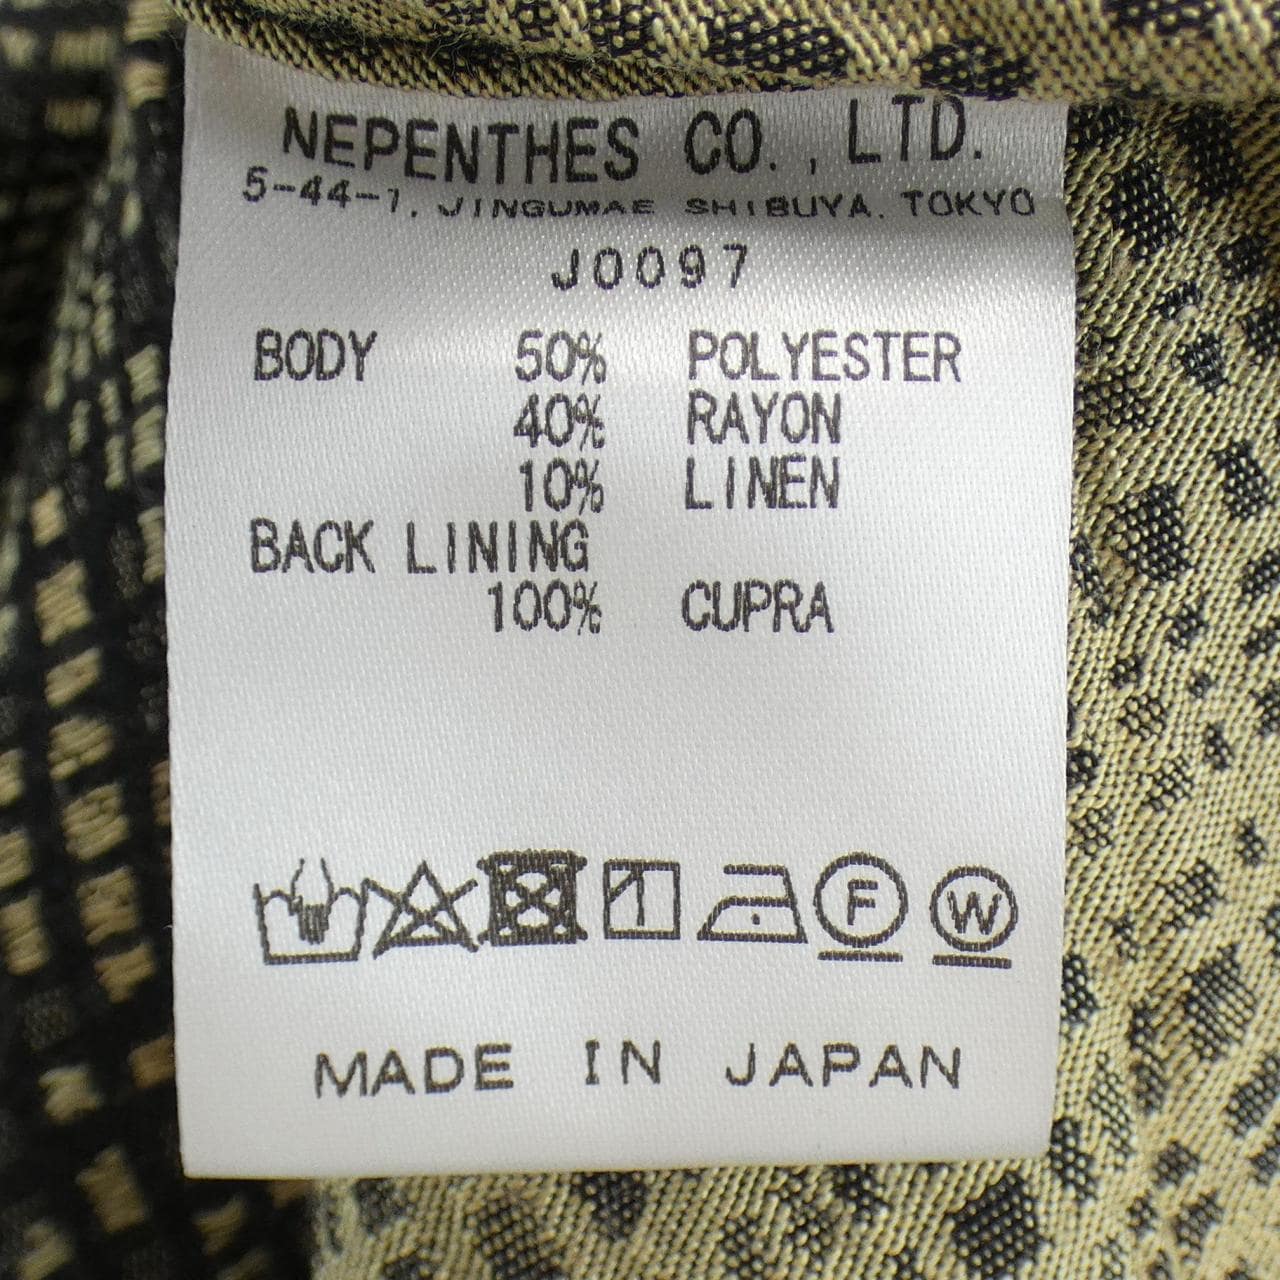 NEPENTHES CO., LTD.
5-44-1, JINGUMAE SHIBUYA. TOKYO
J0097
BODY 50% POLYESTER
40% RAYON
10% LINEN
BACK LINING
100% CUPRA
F W
MADE IN JAPAN